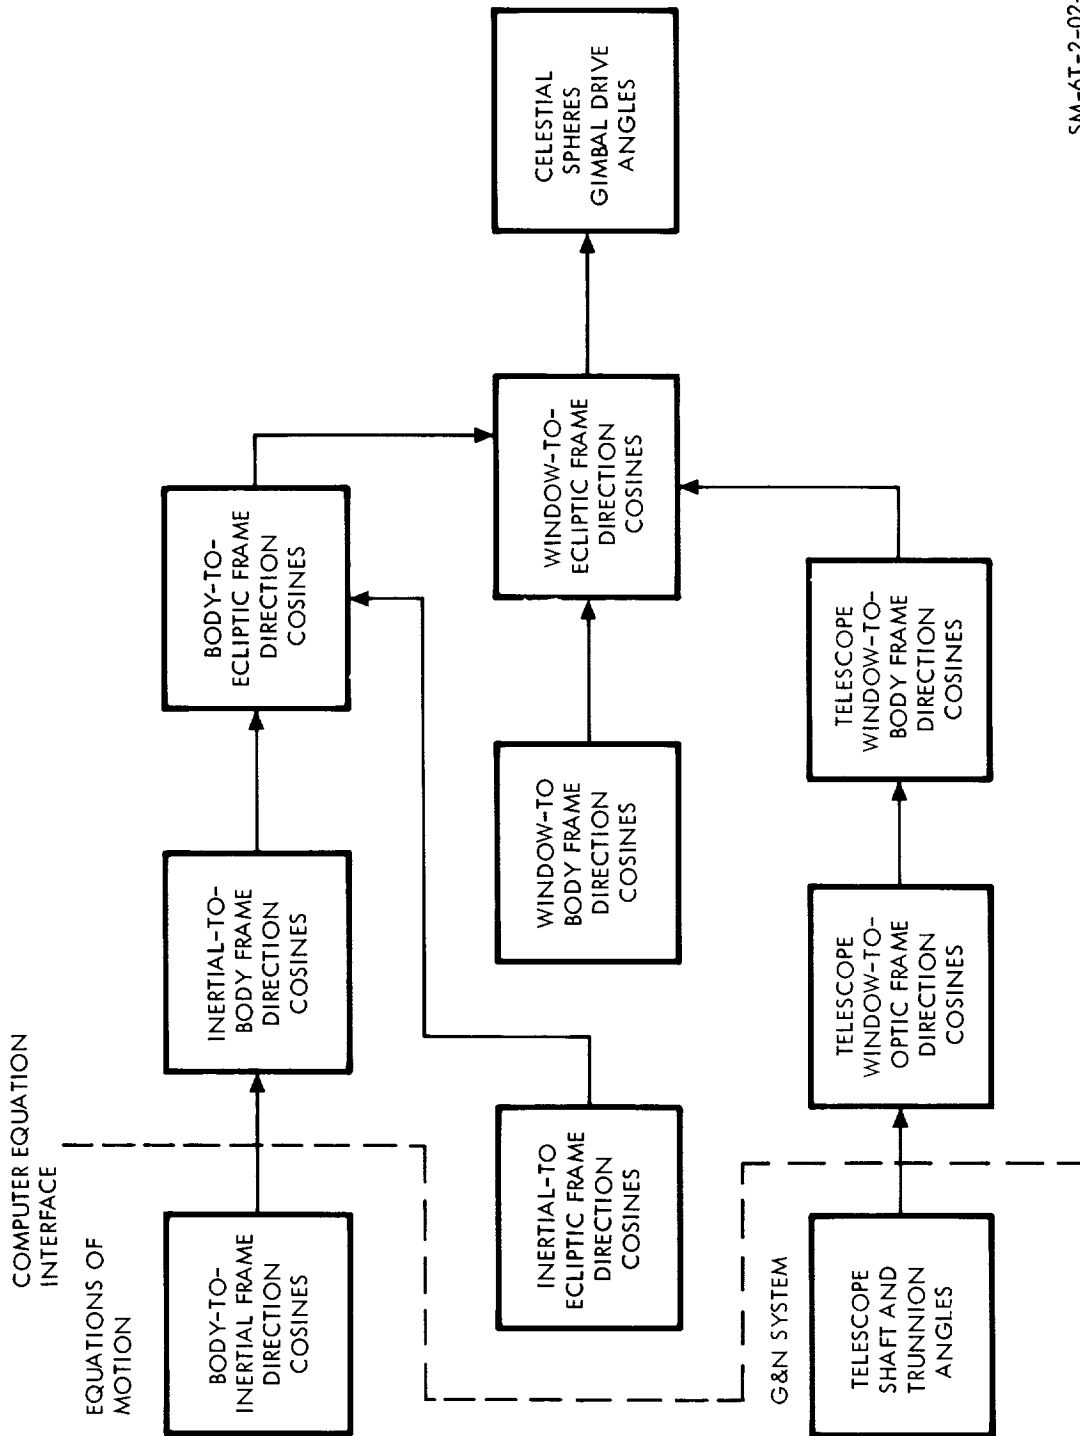 COMPUTER EQUATION
INTERFACE
EQUATIONS OF
MOTION
BODY-TO-
INERTIAL FRAME
DIRECTION
COSINES
INERTIAL-TO-
BODY FRAME
DIRECTION
COSINES
BODY-TO-
ECLIPTIC FRAME
DIRECTION
COSINES
INERTIAL-TO
ECLIPTIC FRAME
DIRECTION
COSINES
WINDOW-TO
BODY FRAME
DIRECTION
COSINES
WINDOW-TO-
ECLIPTIC FRAME
DIRECTION
COSINES
CELESTIAL
SPHERES
GIMBAL DRIVE
ANGLES
G&N SYSTEM
TELESCOPE
SHAFT AND
TRUNNION
ANGLES
TELESCOPE
WINDOW-TO-
OPTIC FRAME
DIRECTION
COSINES
TELESCOPE
WINDOW-TO-
BODY FRAME
DIRECTION
COSINES